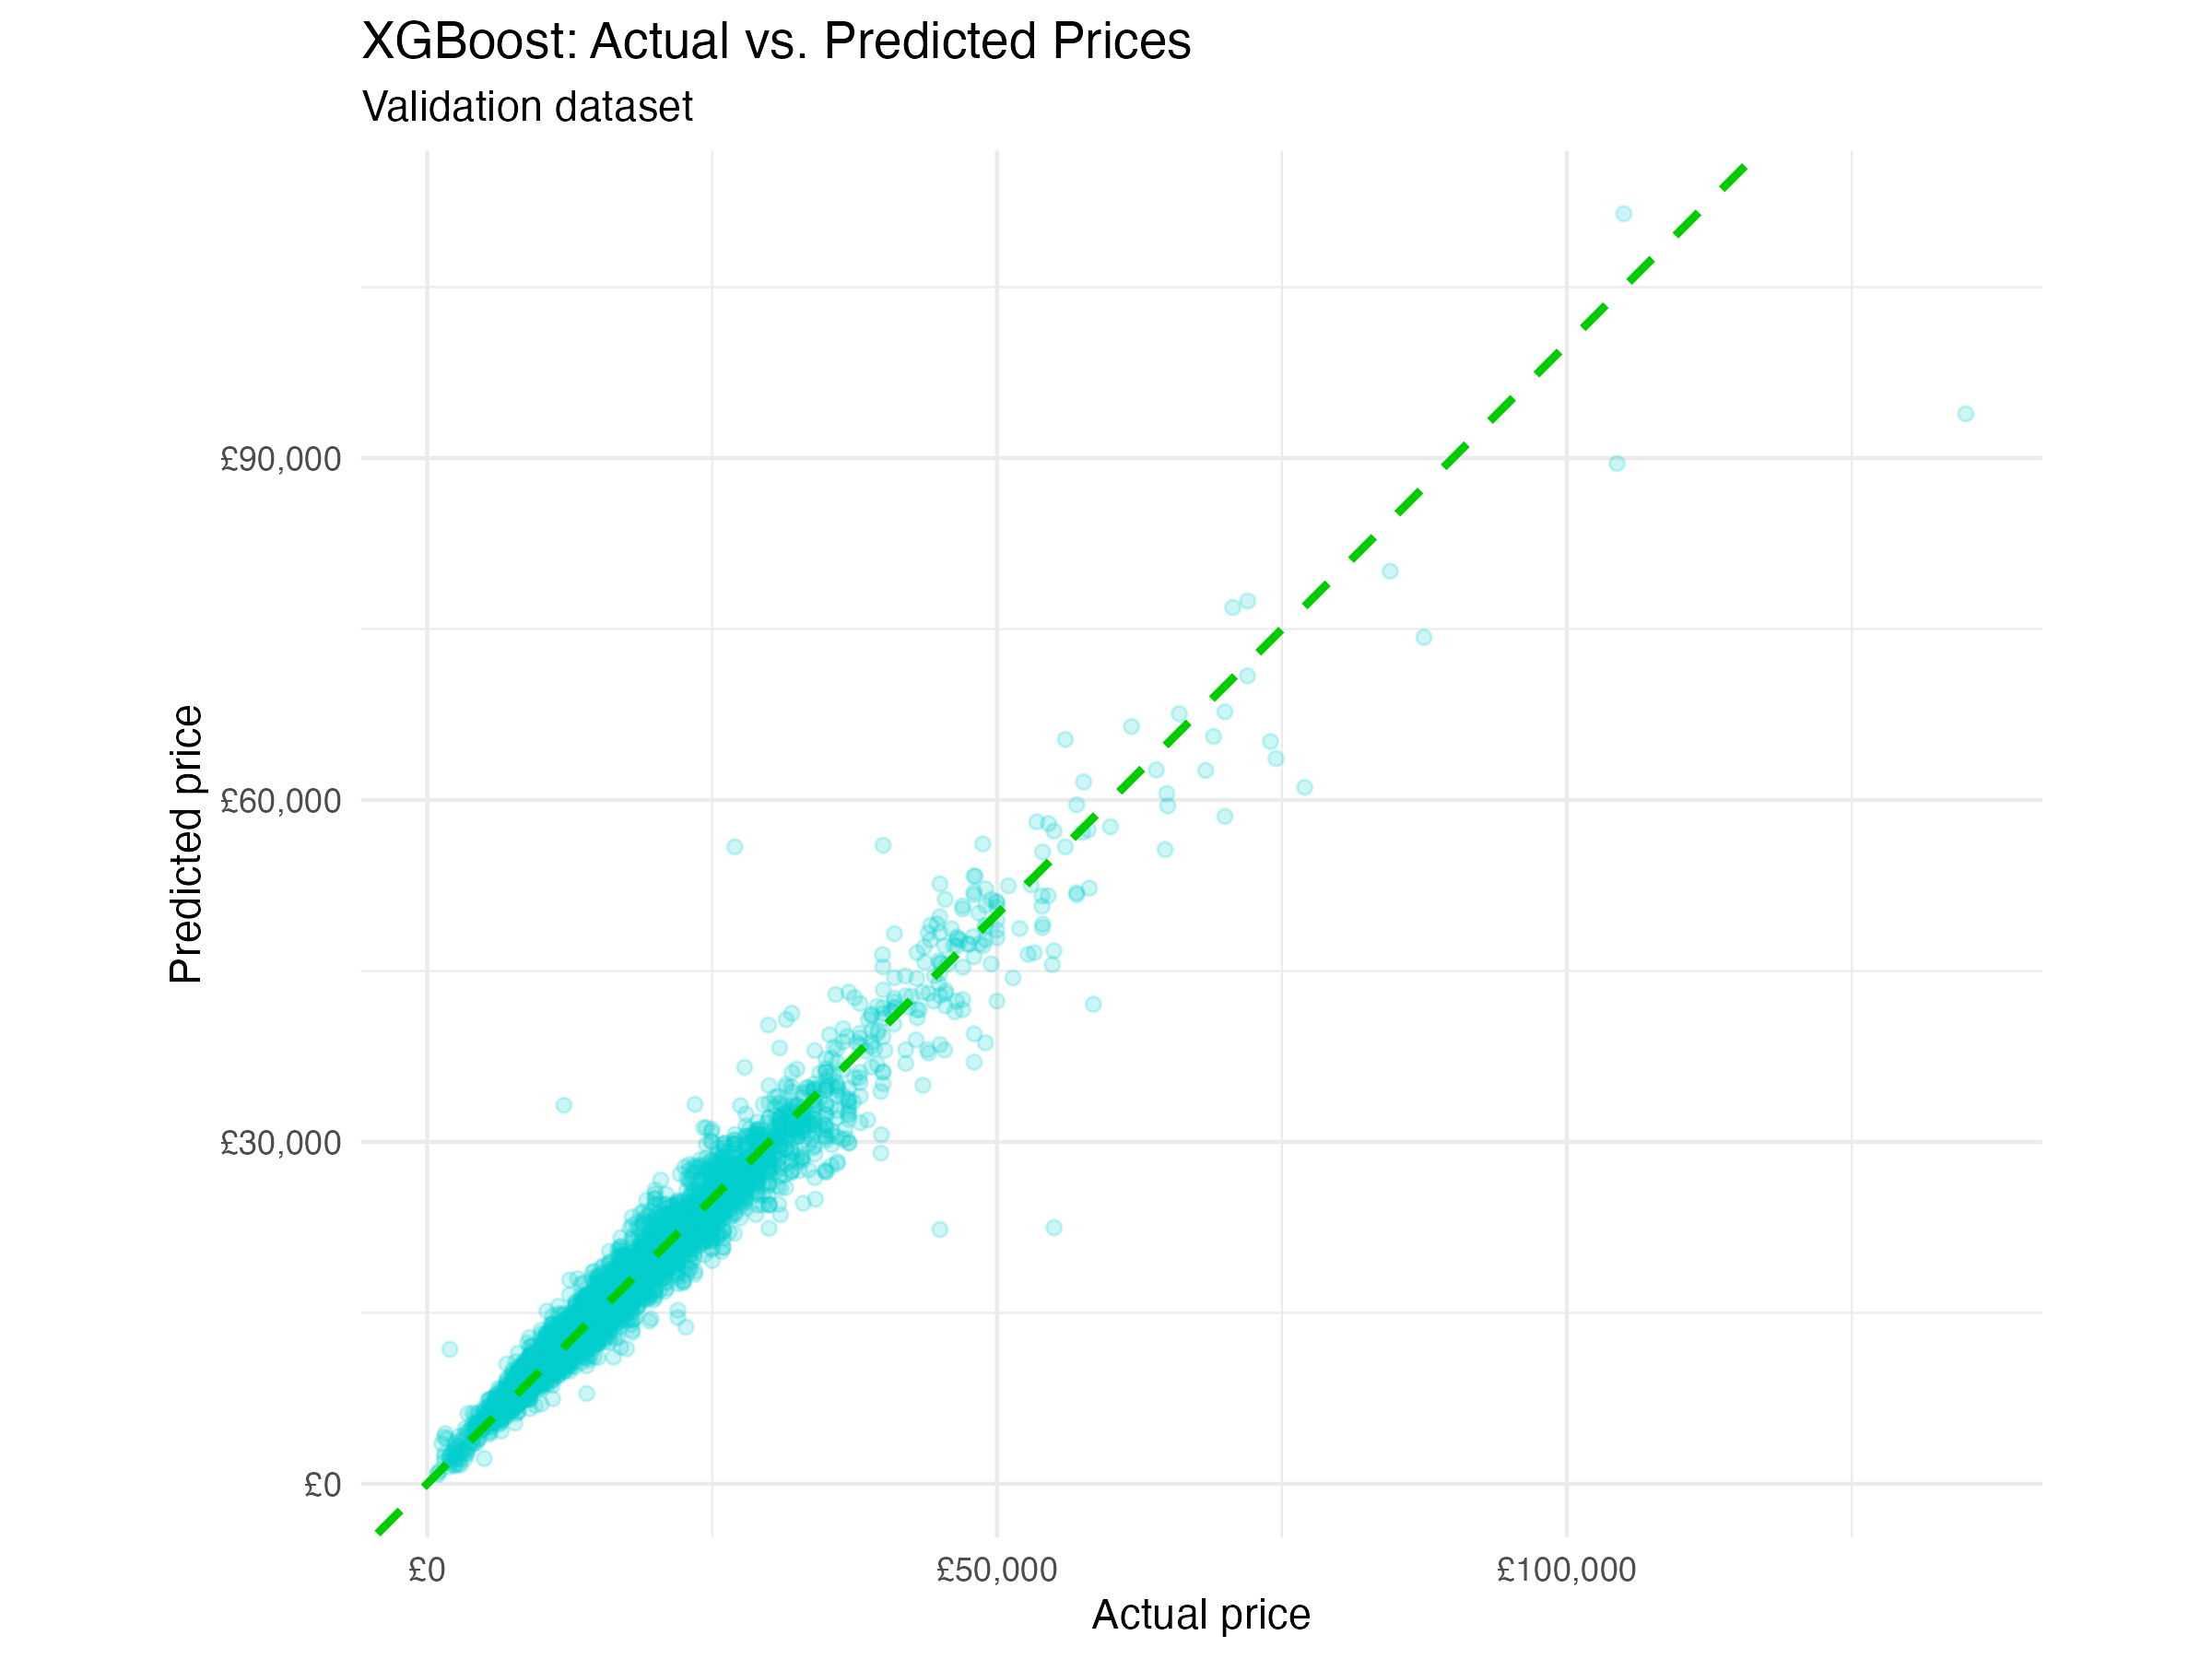 XGBoost: Actual vs. Predicted Prices
Validation dataset
Predicted price
£90,000
£60,000
£30,000
£0
£0
£50,000
£100,000
Actual price